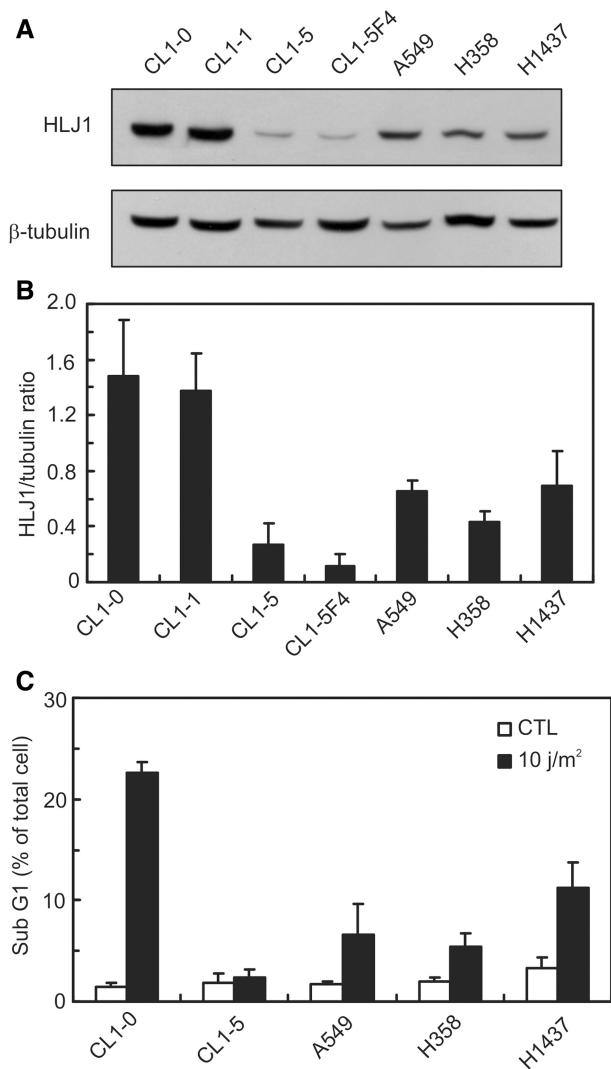 A
CL1-0 CL1-1 CL1-5 CL1-5F4 A549 H358 H1437
HLJ1
β-tubulin
B
HLJ1/tubulin ratio
2.0
1.6
1.2
0.8
0.4
0
CL1-0 CL1-1 CL1-5 CL1-5F4 A549 H358 H1437
C
Sub G1 (% of total cell)
30
20
10
0
CTL
10 j/m²
CL1-0 CL1-5 A549 H358 H1437